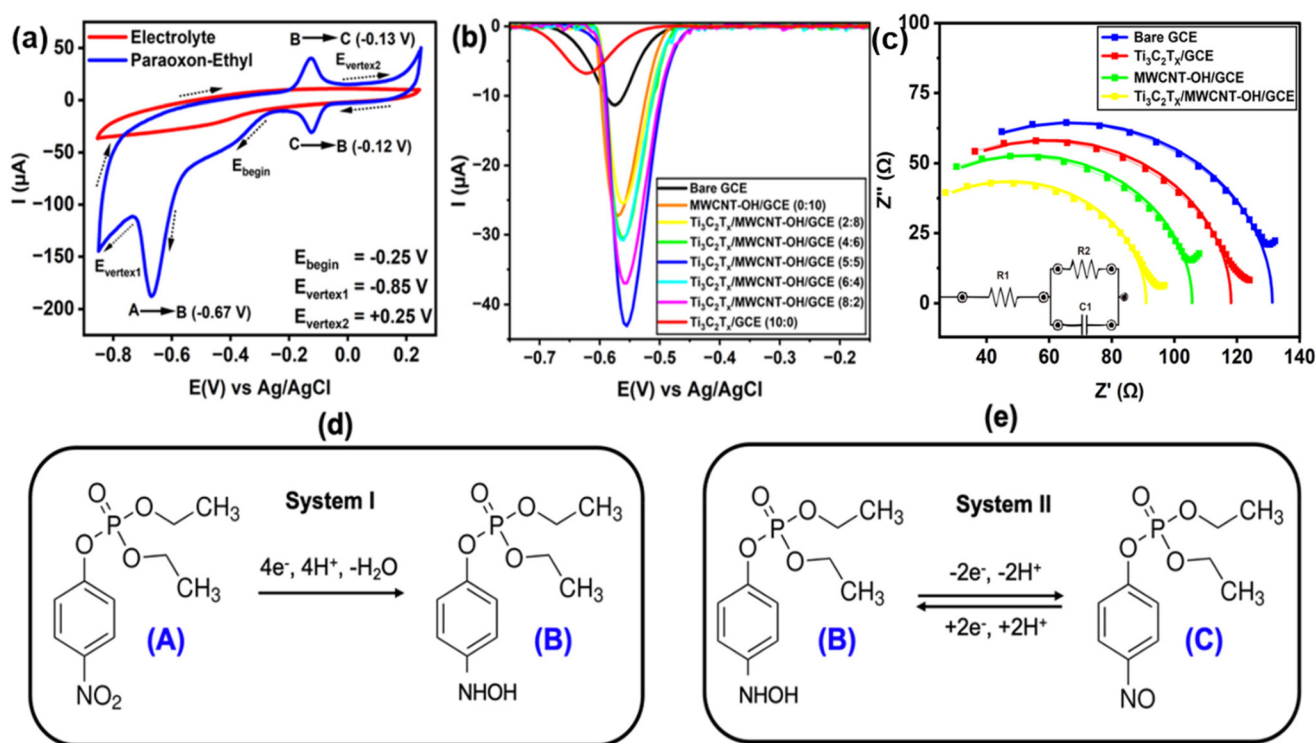 (a)
Electrolyte
Paraoxon-Ethyl
B → C (-0.13 V)
E_vertex2
C → B (-0.12 V)
E_begin
E_vertex1
A → B (-0.67 V)
E_begin = -0.25 V
E_vertex1 = -0.85 V
E_vertex2 = +0.25 V
50
0
−50
−100
−150
−200
I (µA)
−0.8 −0.6 −0.4 −0.2 0.0 0.2
E(V) vs Ag/AgCl
(b)
0
−10
−20
−30
−40
I (µA)
Bare GCE
MWCNT-OH/GCE (0:10)
Ti₃C₂Tₓ/MWCNT-OH/GCE (2:8)
Ti₃C₂Tₓ/MWCNT-OH/GCE (4:6)
Ti₃C₂Tₓ/MWCNT-OH/GCE (5:5)
Ti₃C₂Tₓ/MWCNT-OH/GCE (6:4)
Ti₃C₂Tₓ/MWCNT-OH/GCE (8:2)
Ti₃C₂Tₓ/GCE (10:0)
−0.7 −0.6 −0.5 −0.4 −0.3 −0.2
E(V) vs Ag/AgCl
(c)
Bare GCE
Ti₃C₂Tₓ/GCE
MWCNT-OH/GCE
Ti₃C₂Tₓ/MWCNT-OH/GCE
100
75
50
25
0
Z'' (Ω)
R1
R2
C1
40 60 80 100 120 140
Z' (Ω)
(d)
System I
O
O
P
O
O
CH3
CH3
4e⁻, 4H⁺, -H₂O
(A)
NO₂
O
O
P
O
O
CH3
CH3
(B)
NHOH
(e)
System II
O
O
P
O
O
CH3
CH3
-2e⁻, -2H⁺
+2e⁻, +2H⁺
(B)
NHOH
O
O
P
O
O
CH3
CH3
(C)
NO